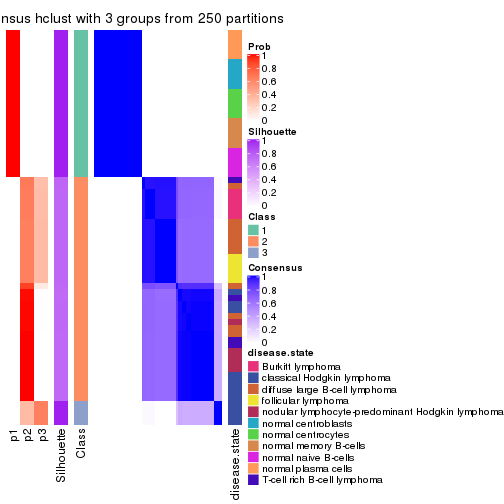 nsus hclust with 3 groups from 250 partitions
Prob
1
0.8
0.6
0.4
0.2
0
Silhouette
1
0.8
0.6
0.4
0.2
0
Class
1
2
3
Consensus
1
0.8
0.6
0.4
0.2
0
disease.state
Burkitt lymphoma
classical Hodgkin lymphoma
diffuse large B-cell lymphoma
follicular lymphoma
nodular lymphocyte-predominant Hodgkin lymphoma
normal centroblasts
normal centrocytes
normal memory B-cells
normal naive B-cells
normal plasma cells
T-cell rich B-cell lymphoma
p1
p2
p3
Silhouette
Class
disease.state